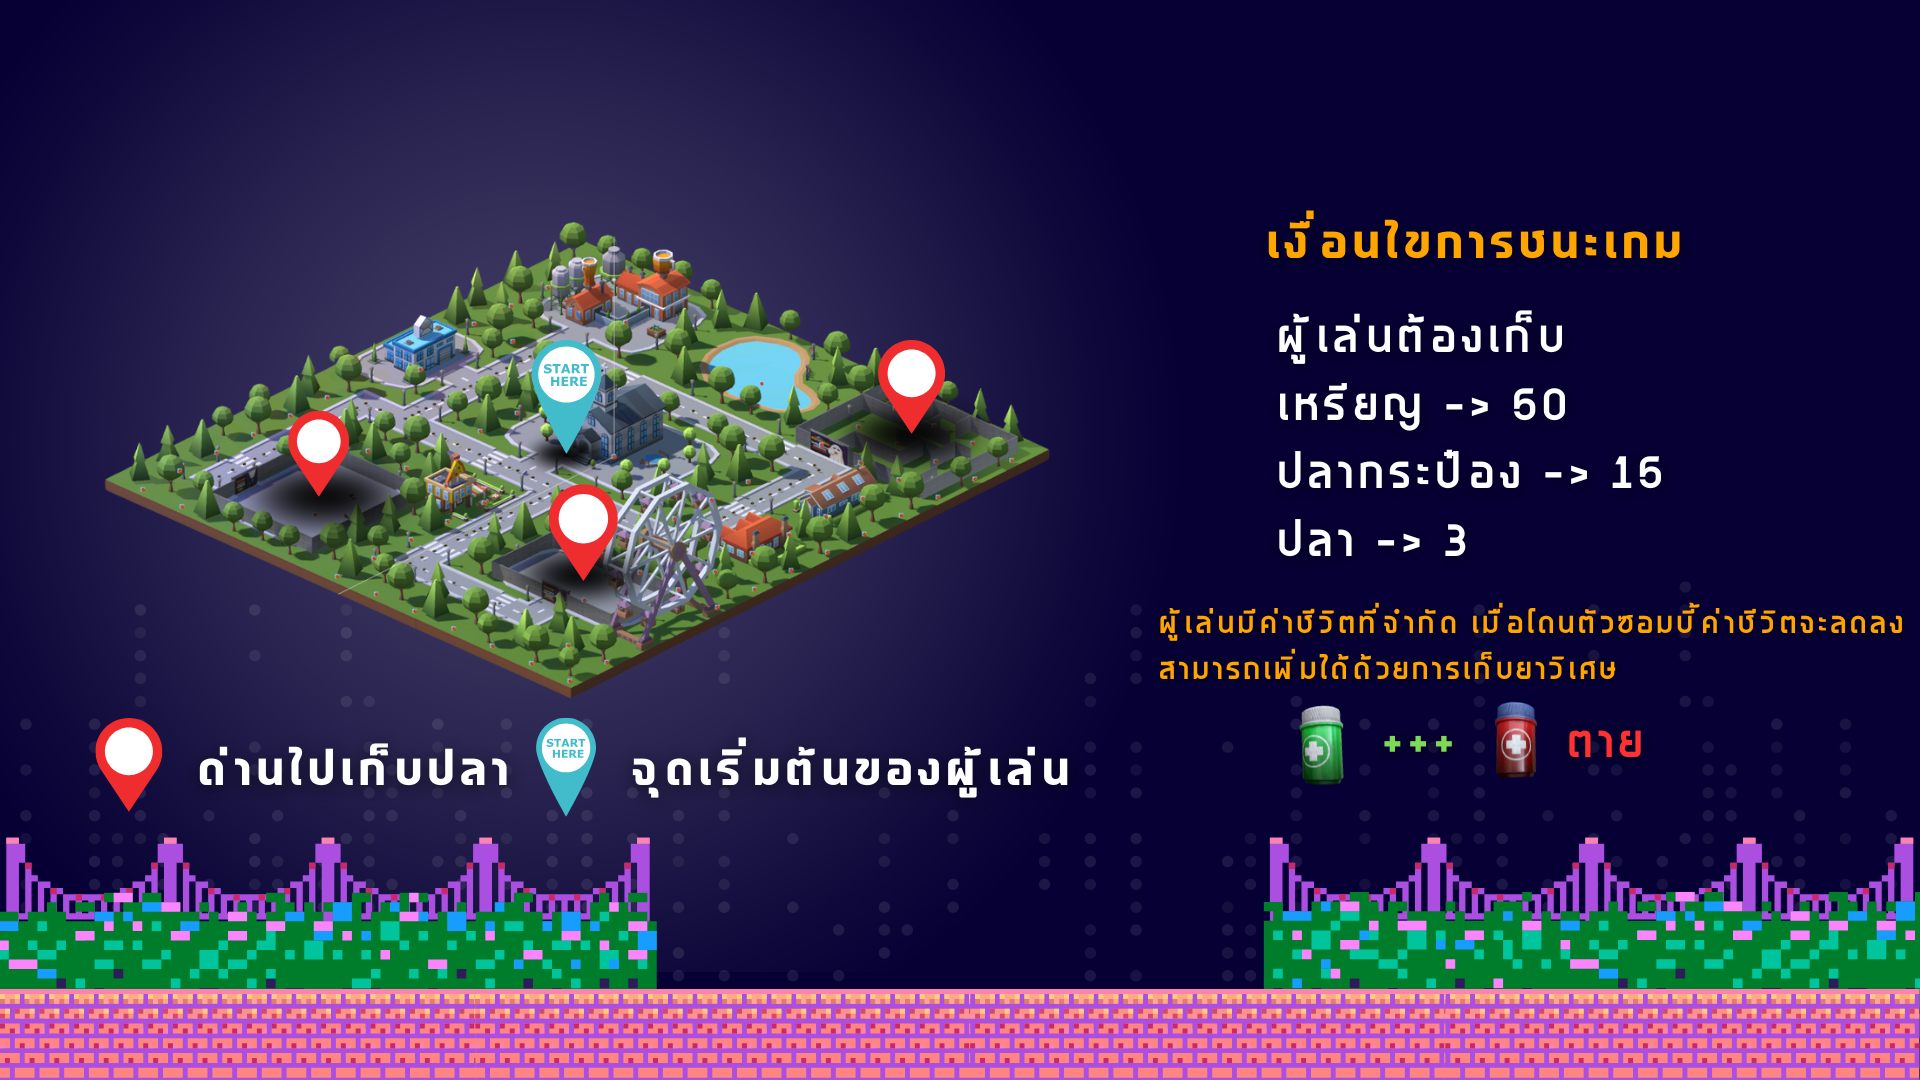 START
HERE
ด่านไปเก็บปลา
START
HERE
จุดเริ่มต้นของผู้เล่น
เงื่อนไขการชนะเกม
ผู้เล่นต้องเก็บ
เหรียญ -> 50
ปลากระป๋อง -> 15
ปลา -> 3
ผู้เล่นมีค่าชีวิตที่จำกัด เมื่อโดนตัวซอมบี้ค่าชีวิตจะลดลง
สามารถเพิ่มได้ด้วยการเก็บยาวิเศษ
+++ ตาย